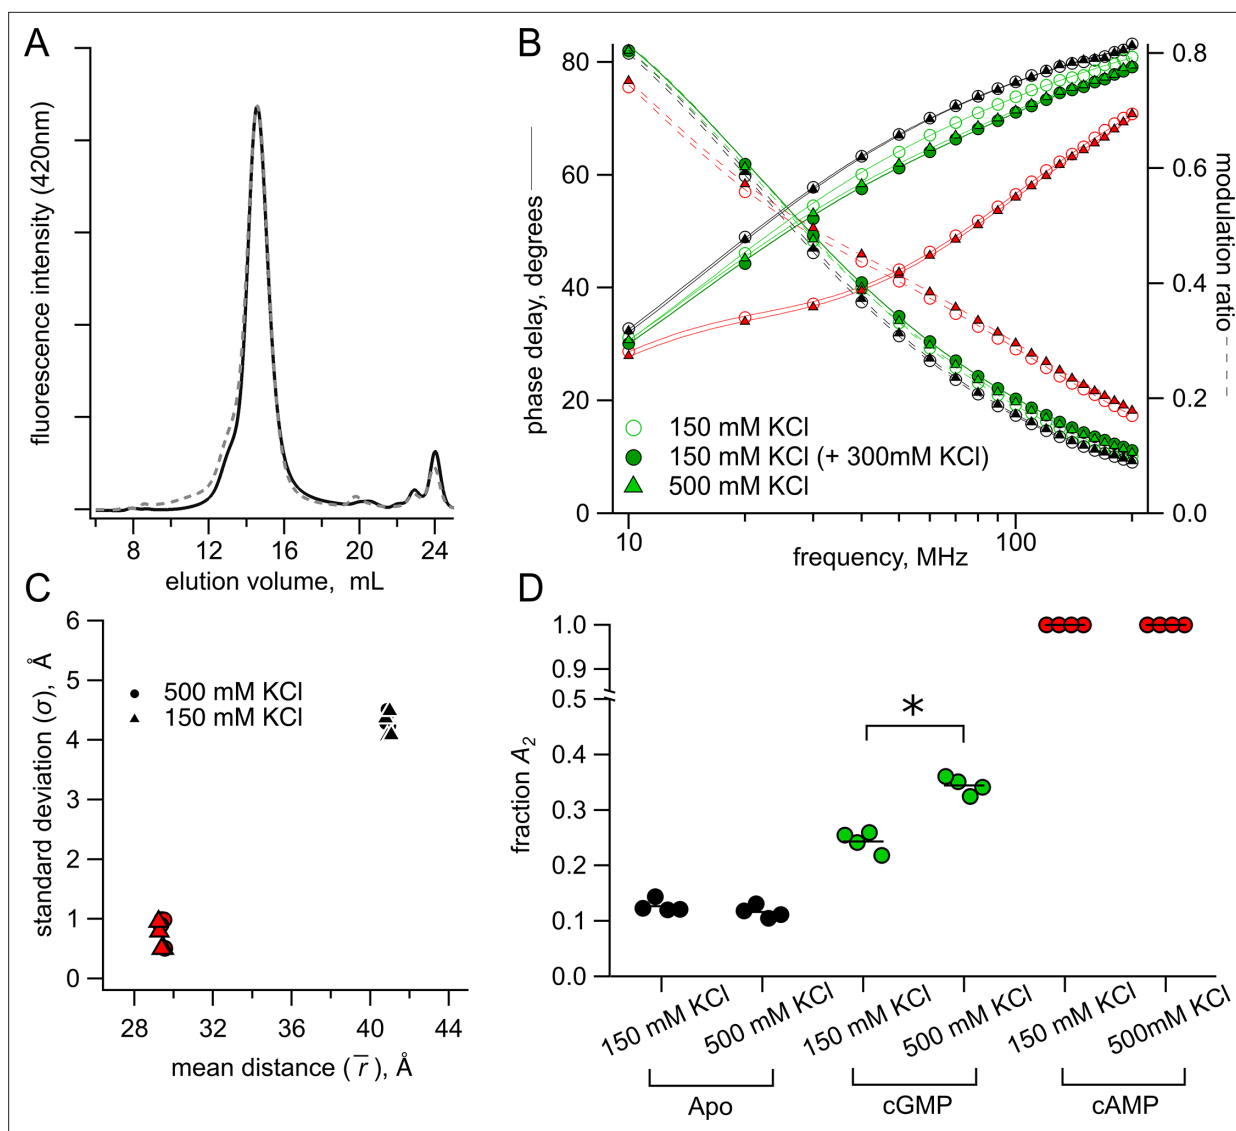 A
fluorescence intensity (420nm)
8
12
16
20
24
elution volume, mL
B
80
60
40
20
0
phase delay, degrees
0.8
0.6
0.4
0.2
0.0
modulation ratio
150 mM KCl
150 mM KCl (+ 300mM KCl)
500 mM KCl
10
100
frequency, MHz
C
6
5
4
3
2
1
0
standard deviation (σ), Å
500 mM KCl
150 mM KCl
28
32
36
40
44
mean distance (r̅), Å
D
1.0
0.9
0.5
0.4
0.3
0.2
0.1
0.0
fraction A₂
*
150 mM KCl
500 mM KCl
150 mM KCl
500 mM KCl
150 mM KCl
500mM KCl
Apo
cGMP
cAMP